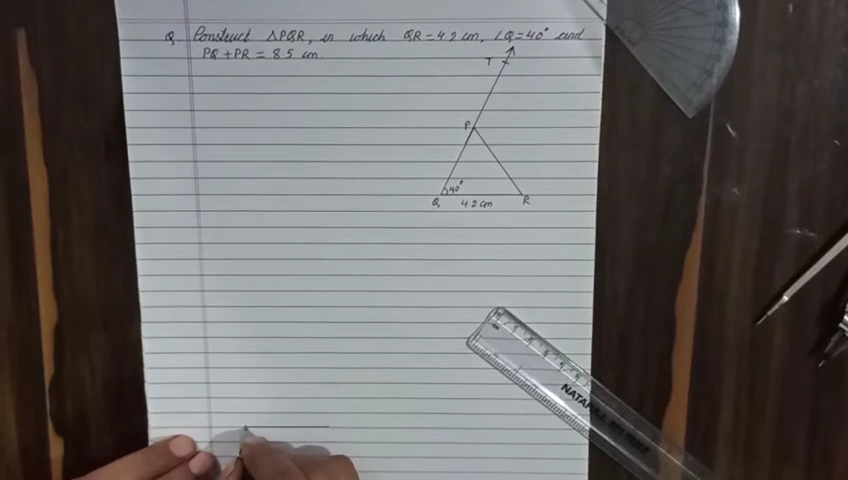 Q. Construct △PQR, in which QR = 4.2 cm, ∠Q = 40° and
PQ + PR = 8.5 cm.
T
P
40°
Q
4.2 cm
R
NATARAJ